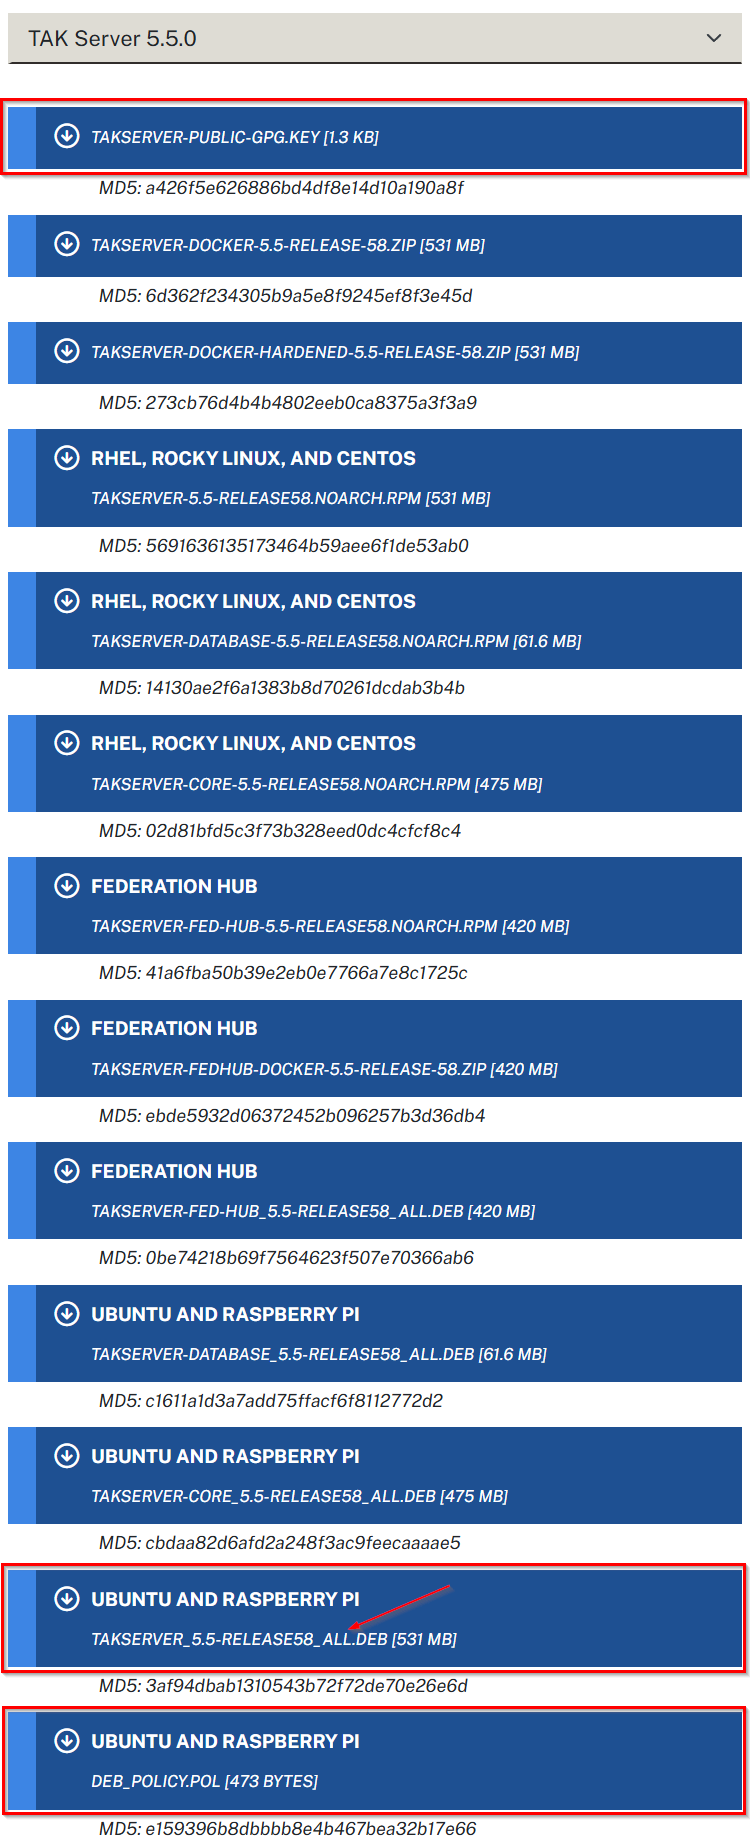 TAK Server 5.5.0
TAKSERVER-PUBLIC-GPG.KEY [1.3 KB]
MD5: a426f5e626886bd4df8e14d10a190a8f
TAKSERVER-DOCKER-5.5-RELEASE-58.ZIP [531 MB]
MD5: 6d362f234305b9a5e8f9245ef8f3e45d
TAKSERVER-DOCKER-HARDENED-5.5-RELEASE-58.ZIP [531 MB]
MD5: 273cb76d4b4b4802eeb0ca8375a3f3a9
RHEL, ROCKY LINUX, AND CENTOS
TAKSERVER-5.5-RELEASE58.NOARCH.RPM [531 MB]
MD5: 5691636135173464b59aee6f1de53ab0
RHEL, ROCKY LINUX, AND CENTOS
TAKSERVER-DATABASE-5.5-RELEASE58.NOARCH.RPM [61.6 MB]
MD5: 14130ae2f6a1383b8d70261dcdab3b4b
RHEL, ROCKY LINUX, AND CENTOS
TAKSERVER-CORE-5.5-RELEASE58.NOARCH.RPM [475 MB]
MD5: 02d81bfd5c3f73b328eed0dc4cfcf8c4
FEDERATION HUB
TAKSERVER-FED-HUB-5.5-RELEASE58.NOARCH.RPM [420 MB]
MD5: 41a6fba50b39e2eb0e7766a7e8c1725c
FEDERATION HUB
TAKSERVER-FEDHUB-DOCKER-5.5-RELEASE-58.ZIP [420 MB]
MD5: ebde5932d06372452b096257b3d36db4
FEDERATION HUB
TAKSERVER-FED-HUB_5.5-RELEASE58_ALL.DEB [420 MB]
MD5: 0be74218b69f7564623f507e70366ab6
UBUNTU AND RASPBERRY PI
TAKSERVER-DATABASE_5.5-RELEASE58_ALL.DEB [61.6 MB]
MD5: c1611a1d3a7add75ffacf6f8112772d2
UBUNTU AND RASPBERRY PI
TAKSERVER-CORE_5.5-RELEASE58_ALL.DEB [475 MB]
MD5: cbdaa82d6afd2a248f3ac9feecaaaae5
UBUNTU AND RASPBERRY PI
TAKSERVER_5.5-RELEASE58_ALL.DEB [531 MB]
MD5: 3af94dbab1310543b72f72de70e26e6d
UBUNTU AND RASPBERRY PI
DEB_POLICY.POL [473 BYTES]
MD5: e159396b8dbbbb8e4b467bea32b17e66